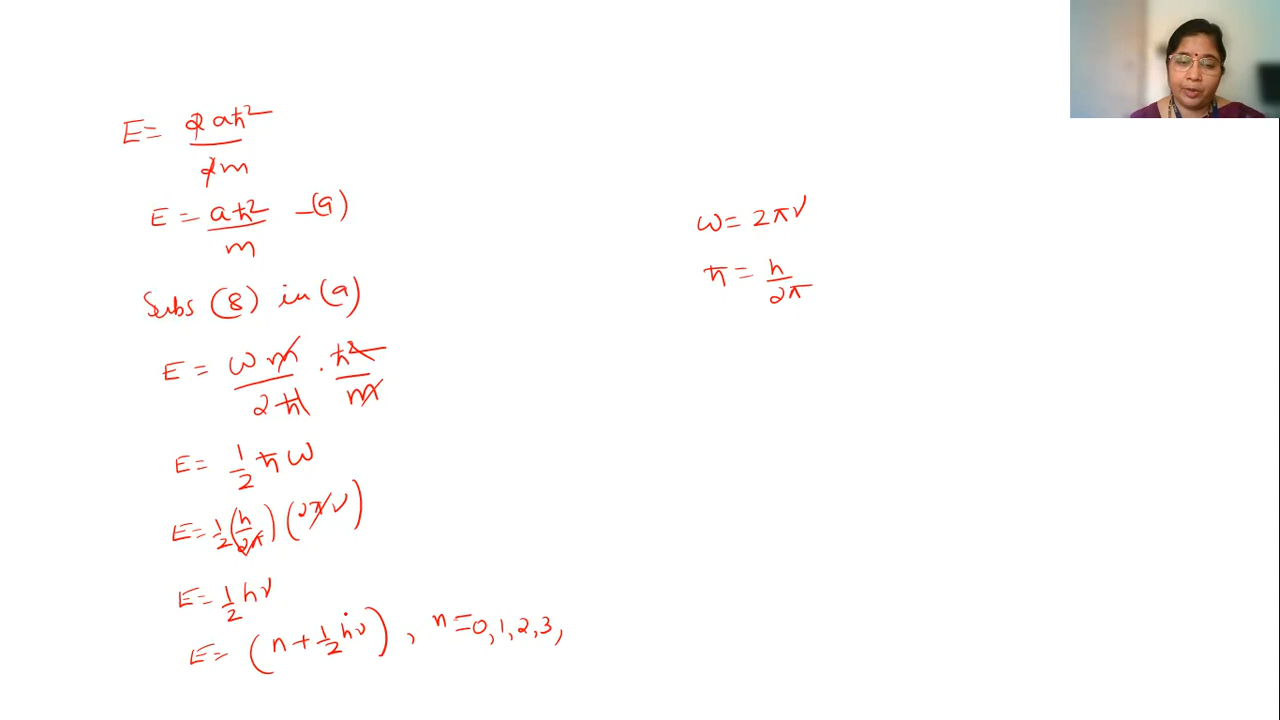 E = 2aħ²/2m
E = aħ²/m —(9)
Subs (8) in (9)
E = ωm/2ħ · ħ²/m
E = 1/2 ħω
E = 1/2 (h/2π) (2πν)
E = 1/2 hν
E = (n + 1/2 hν), n = 0, 1, 2, 3,
ω = 2πν
ħ = h/2π